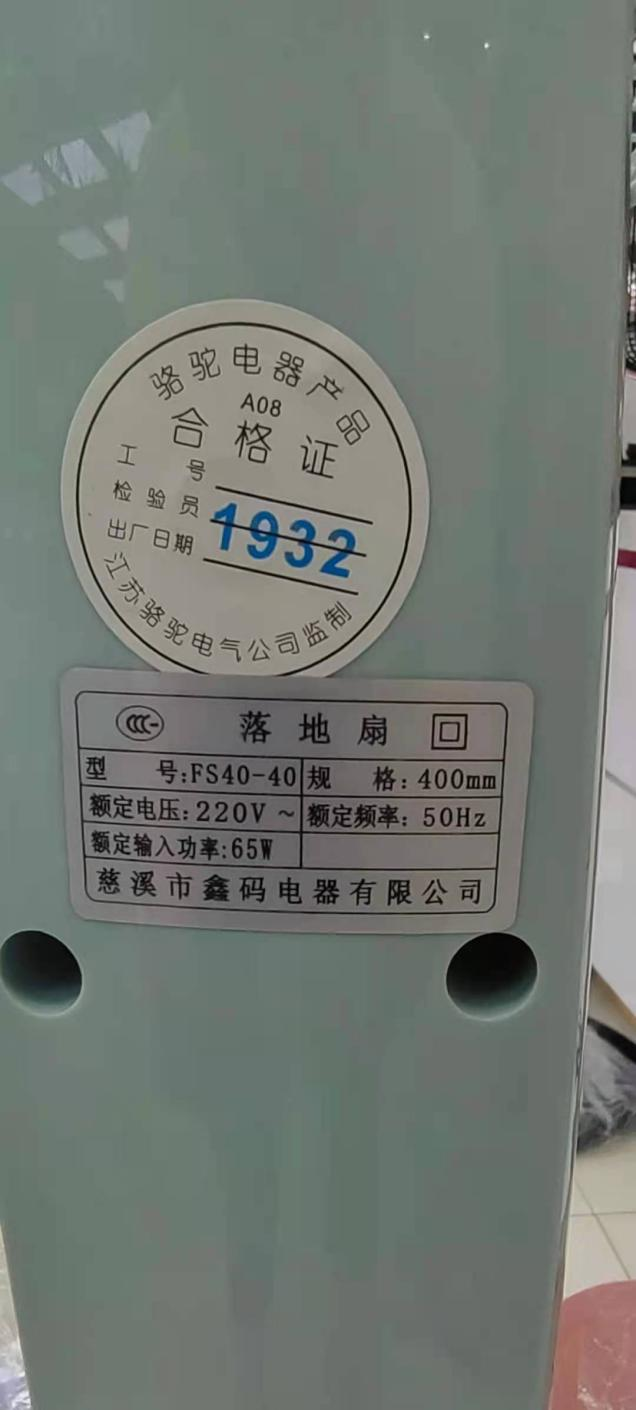 骆驼电器产品
A08
合格证
工 号
检验员
1932
出厂日期
江苏骆驼电气公司监制
CCC 落地扇
型 号:FS40-40 规 格:400mm
额定电压:220V~ 额定频率:50Hz
额定输入功率:65W
慈溪市鑫码电器有限公司